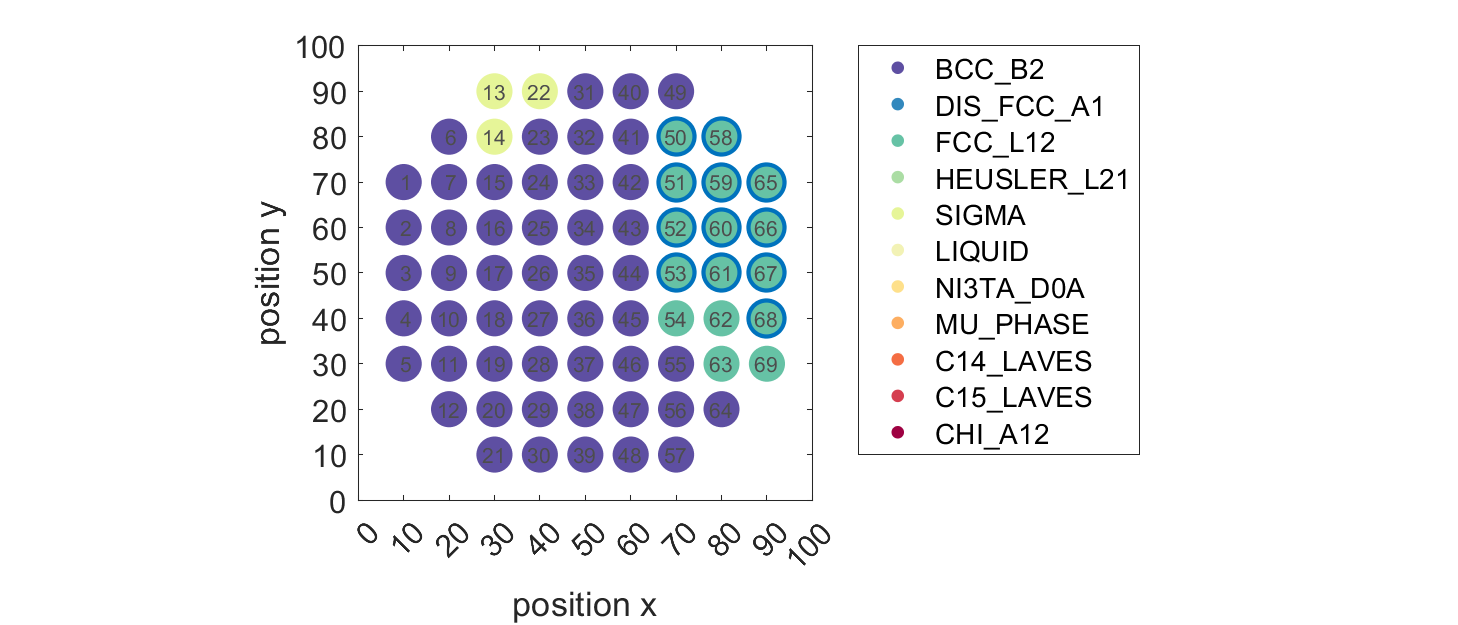 100
90 13 22 31 40 49
80 6 14 23 32 41 50 58
70 1 7 15 24 33 42 51 59 65
60 2 8 16 25 34 43 52 60 66
50 3 9 17 26 35 44 53 61 67
40 4 10 18 27 36 45 54 62 68
30 5 11 19 28 37 46 55 63 69
20 12 20 29 38 47 56 64
10 21 30 39 48 57
0
0 10 20 30 40 50 60 70 80 90 100
position x
position y
BCC_B2
DIS_FCC_A1
FCC_L12
HEUSLER_L21
SIGMA
LIQUID
NI3TA_D0A
MU_PHASE
C14_LAVES
C15_LAVES
CHI_A12